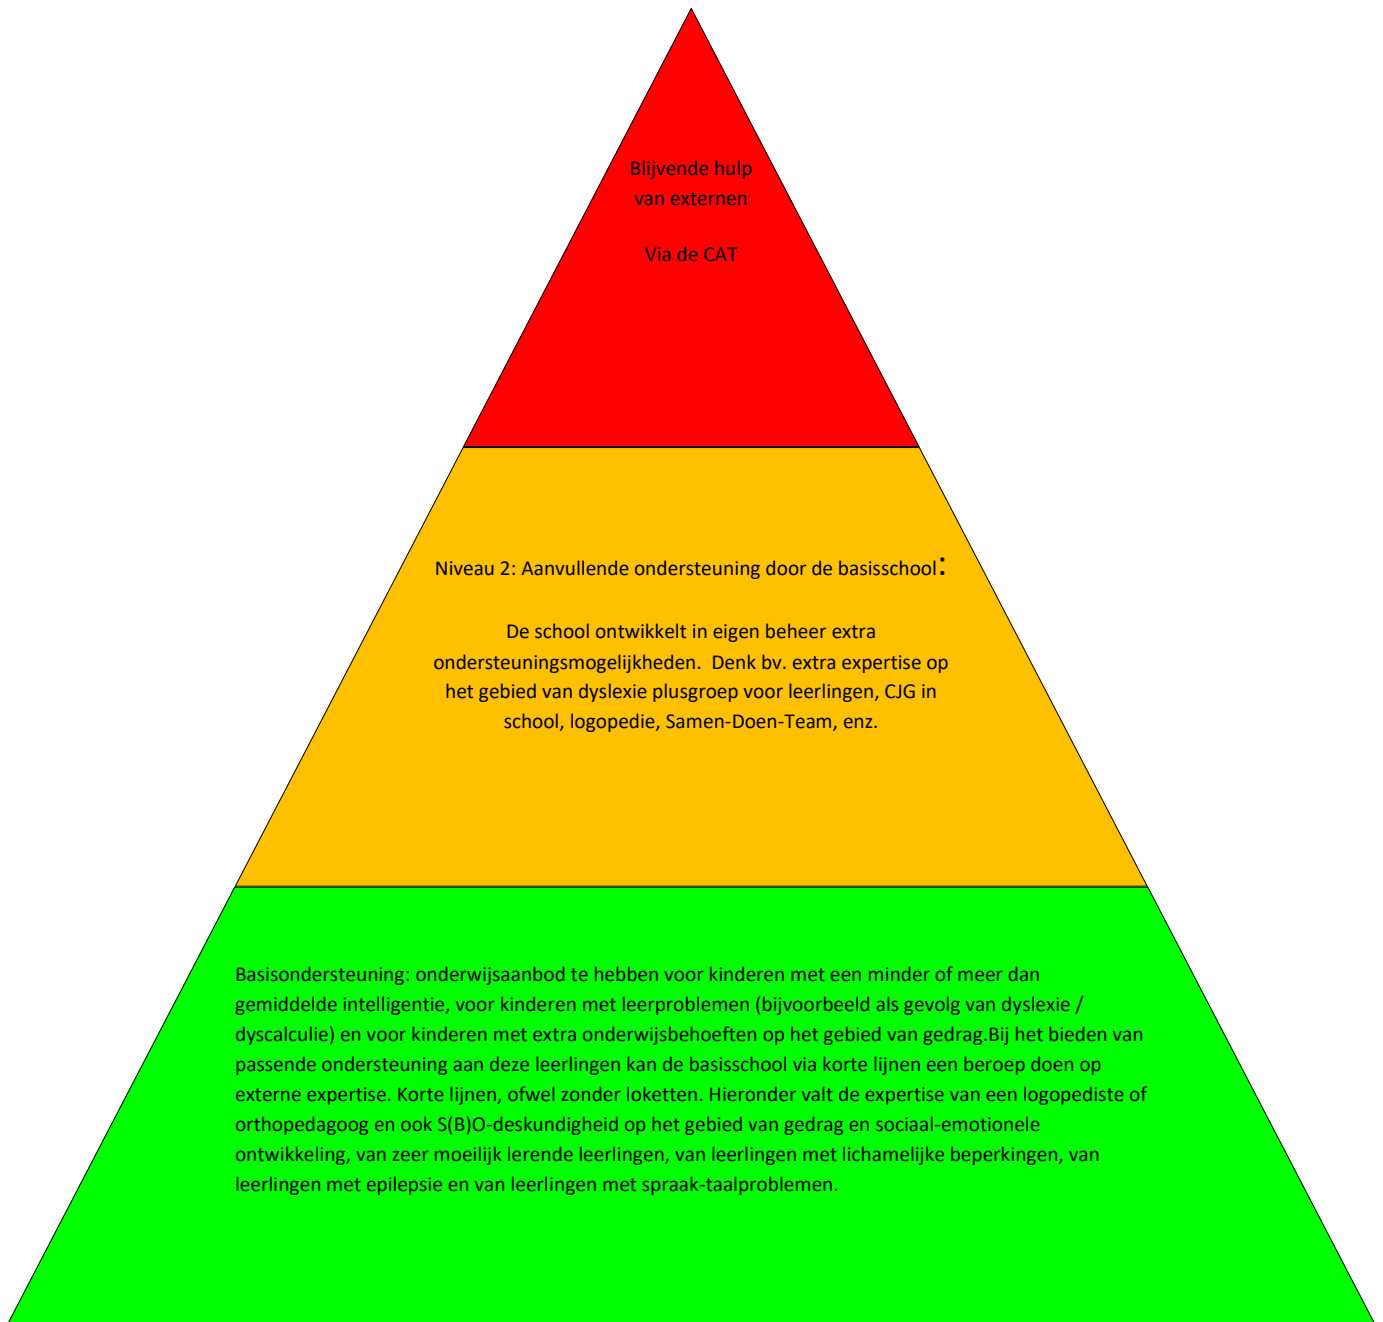 Blijvende hulp
van externen
Via de CAT
Niveau 2: Aanvullende ondersteuning door de basisschool:
De school ontwikkelt in eigen beheer extra
ondersteuningsmogelijkheden.  Denk bv. extra expertise op
het gebied van dyslexie plusgroep voor leerlingen, CJG in
school, logopedie, Samen-Doen-Team, enz.
Basisondersteuning: onderwijsaanbod te hebben voor kinderen met een minder of meer dan
gemiddelde intelligentie, voor kinderen met leerproblemen (bijvoorbeeld als gevolg van dyslexie /
dyscalculie) en voor kinderen met extra onderwijsbehoeften op het gebied van gedrag.Bij het bieden van
passende ondersteuning aan deze leerlingen kan de basisschool via korte lijnen een beroep doen op
externe expertise. Korte lijnen, ofwel zonder loketten. Hieronder valt de expertise van een logopediste of
orthopedagoog en ook S(B)O-deskundigheid op het gebied van gedrag en sociaal-emotionele
ontwikkeling, van zeer moeilijk lerende leerlingen, van leerlingen met lichamelijke beperkingen, van
leerlingen met epilepsie en van leerlingen met spraak-taalproblemen.